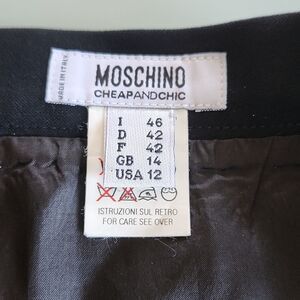 MADE IN ITALY
MOSCHINO
CHEAPANDCHIC
I 46
D 42
F 42
GB 14
USA 12
ISTRUZIONI SUL RETRO
FOR CARE SEE OVER